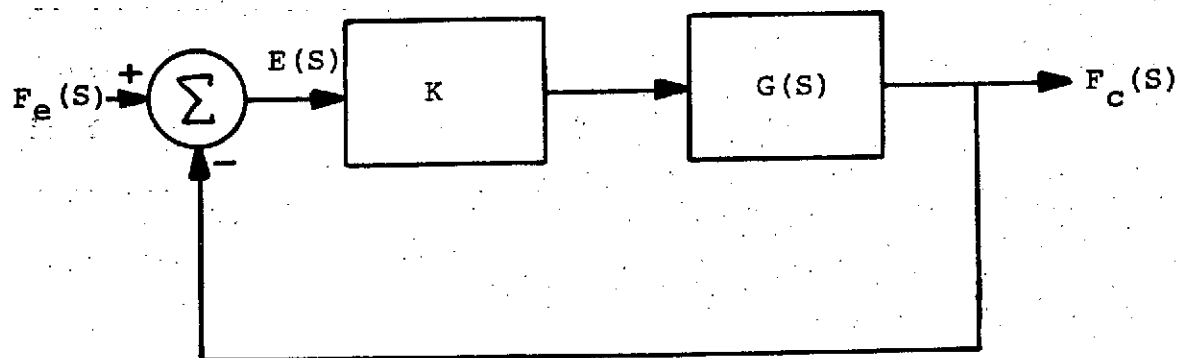 F_e(S)
+
Σ
-
E(S)
K
G(S)
F_c(S)